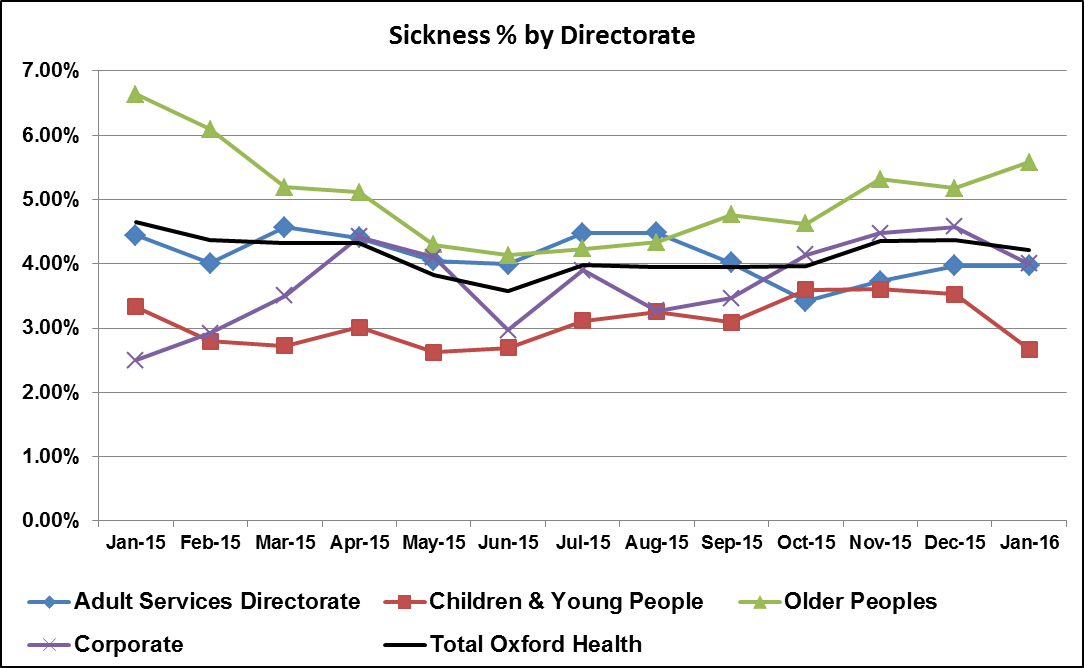 Sickness % by Directorate
7.00%
6.00%
5.00%
4.00%
3.00%
2.00%
1.00%
0.00%
Jan-15 Feb-15 Mar-15 Apr-15 May-15 Jun-15 Jul-15 Aug-15 Sep-15 Oct-15 Nov-15 Dec-15 Jan-16
Adult Services Directorate Children & Young People Older Peoples
Corporate Total Oxford Health